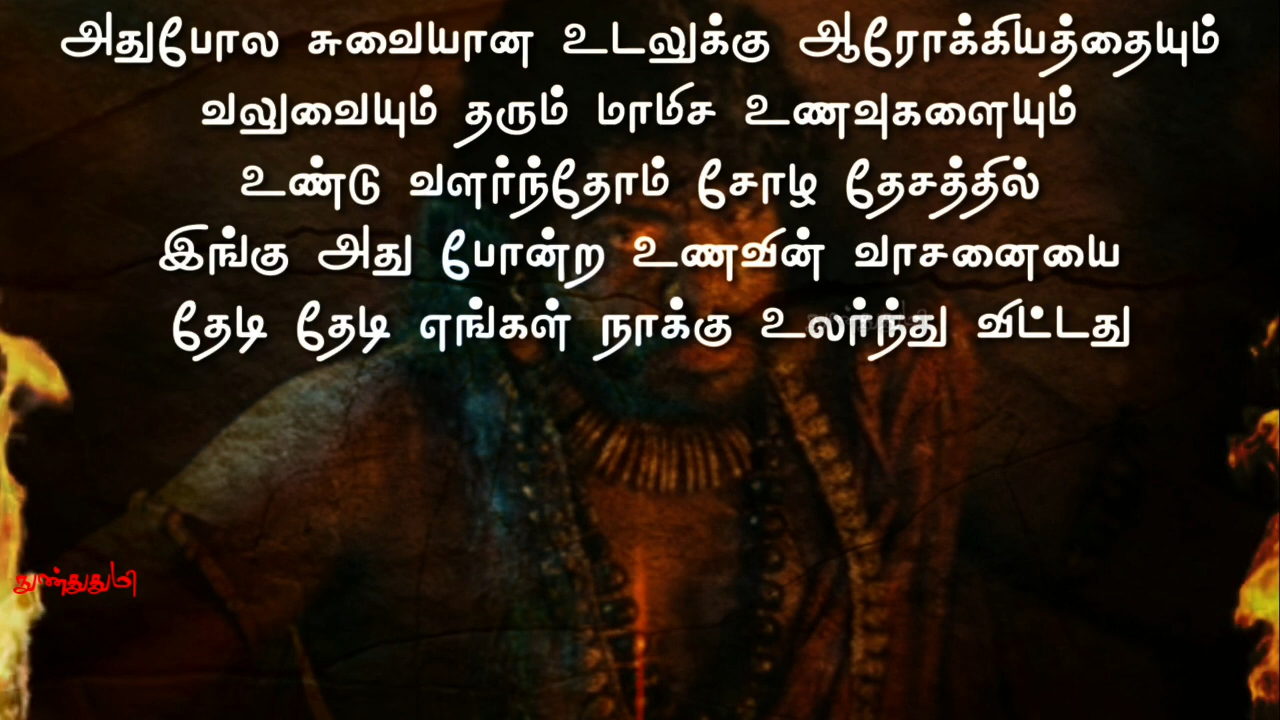 அதுபோல சுவையான உடலுக்கு ஆரோக்கியத்தையும்
வலுவையும் தரும் மாமிச உணவுகளையும்
உண்டு வளர்ந்தோம் சோழ தேசத்தில்
இங்கு அது போன்ற உணவின் வாசனையை
தேடி தேடி எங்கள் நாக்கு உலர்ந்து விட்டது